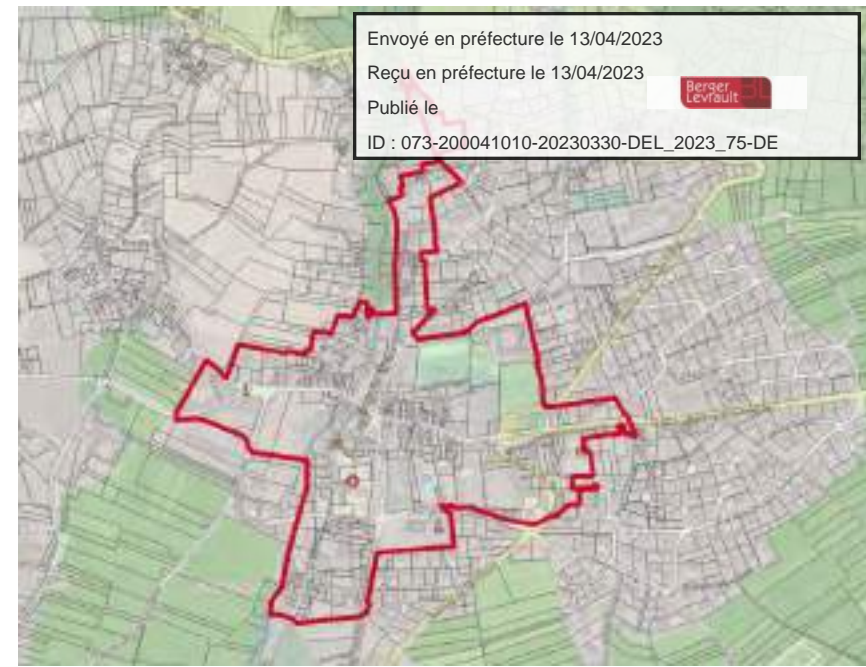 Envoyé en préfecture le 13/04/2023
Reçu en préfecture le 13/04/2023
Berger
Levrault
Publié le
ID : 073-200041010-20230330-DEL_2023_75-DE